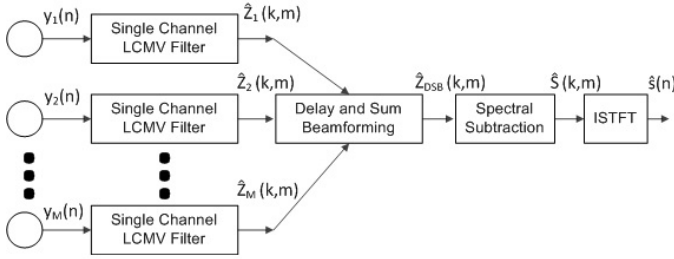 y₁(n)
Single Channel
LCMV Filter
Ẑ₁(k,m)
y₂(n)
Single Channel
LCMV Filter
Ẑ₂(k,m)
Delay and Sum
Beamforming
Ẑ_DSB(k,m)
Spectral
Subtraction
Ŝ(k,m)
ISTFT
ŝ(n)
y_M(n)
Single Channel
LCMV Filter
Ẑ_M(k,m)